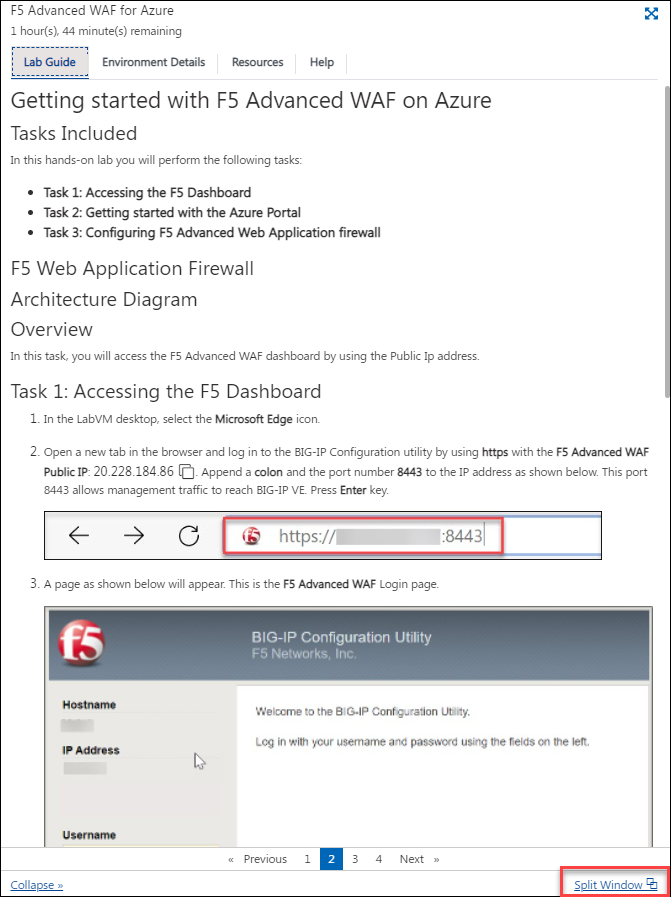 F5 Advanced WAF for Azure
1 hour(s), 44 minute(s) remaining
Lab Guide Environment Details Resources Help
Getting started with F5 Advanced WAF on Azure
Tasks Included
In this hands-on lab you will perform the following tasks:
• Task 1: Accessing the F5 Dashboard
• Task 2: Getting started with the Azure Portal
• Task 3: Configuring F5 Advanced Web Application firewall
F5 Web Application Firewall
Architecture Diagram
Overview
In this task, you will access the F5 Advanced WAF dashboard by using the Public Ip address.
Task 1: Accessing the F5 Dashboard
1. In the LabVM desktop, select the Microsoft Edge icon.
2. Open a new tab in the browser and log in to the BIG-IP Configuration utility by using https with the F5 Advanced WAF
Public IP: 20.228.184.86 . Append a colon and the port number 8443 to the IP address as shown below. This port
8443 allows management traffic to reach BIG-IP VE. Press Enter key.
f5 https:// :8443
3. A page as shown below will appear. This is the F5 Advanced WAF Login page.
f5
BIG-IP Configuration Utility
F5 Networks, Inc.
Hostname
IP Address
Username
Welcome to the BIG-IP Configuration Utility.
Log in with your username and password using the fields on the left.
« Previous 1 2 3 4 Next »
Collapse » Split Window